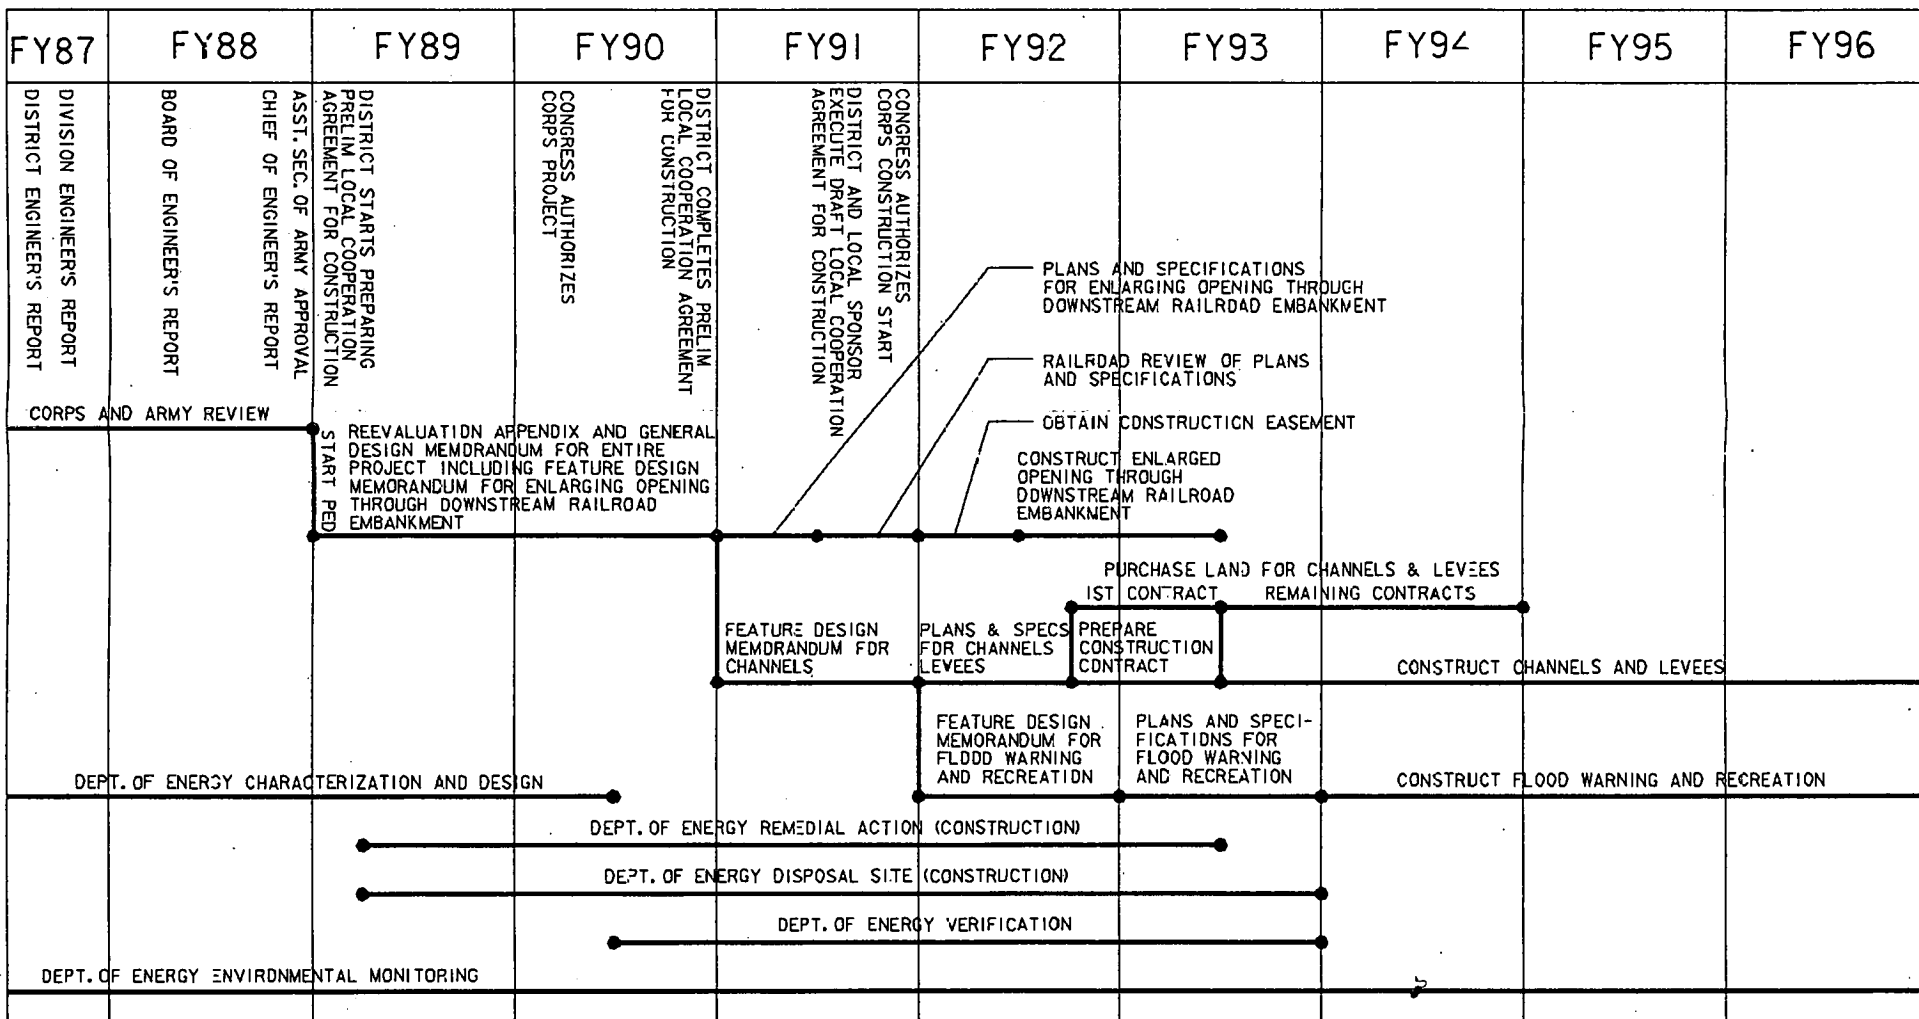 FY87
FY88
FY89
FY90
FY91
FY92
FY93
FY94
FY95
FY96
DISTRICT ENGINEER'S REPORT
DIVISION ENGINEER'S REPORT
BOARD OF ENGINEER'S REPORT
CHIEF OF ENGINEER'S REPORT
ASST. SEC. OF ARMY APPROVAL
DISTRICT STARTS PREPARING
PRELIM LOCAL COOPERATION
AGREEMENT FOR CONSTRUCTION
CONGRESS AUTHORIZES
CORPS PROJECT
DISTRICT COMPLETES PRELIM
LOCAL COOPERATION AGREEMENT
FOR CONSTRUCTION
DISTRICT AND LOCAL SPONSOR
EXECUTE DRAFT LOCAL COOPERATION
AGREEMENT FOR CONSTRUCTION
CONGRESS AUTHORIZES
CORPS CONSTRUCTION START
PLANS AND SPECIFICATIONS
FOR ENLARGING OPENING THROUGH
DOWNSTREAM RAILROAD EMBANKMENT
RAILROAD REVIEW OF PLANS
AND SPECIFICATIONS
OBTAIN CONSTRUCTION EASEMENT
CORPS AND ARMY REVIEW
START PED
REEVALUATION APPENDIX AND GENERAL
DESIGN MEMORANDUM FOR ENTIRE
PROJECT INCLUDING FEATURE DESIGN
MEMORANDUM FOR ENLARGING OPENING
THROUGH DOWNSTREAM RAILROAD
EMBANKMENT
CONSTRUCT ENLARGED
OPENING THROUGH
DOWNSTREAM RAILROAD
EMBANKMENT
PURCHASE LAND FOR CHANNELS & LEVEES
1ST CONTRACT
REMAINING CONTRACTS
FEATURE DESIGN
MEMORANDUM FOR
CHANNELS
PLANS & SPECS
FOR CHANNELS
LEVEES
PREPARE
CONSTRUCTION
CONTRACT
CONSTRUCT CHANNELS AND LEVEES
FEATURE DESIGN
MEMORANDUM FOR
FLOOD WARNING
AND RECREATION
PLANS AND SPECI-
FICATIONS FOR
FLOOD WARNING
AND RECREATION
DEPT. OF ENERGY CHARACTERIZATION AND DESIGN
CONSTRUCT FLOOD WARNING AND RECREATION
DEPT. OF ENERGY REMEDIAL ACTION (CONSTRUCTION)
DEPT. OF ENERGY DISPOSAL SITE (CONSTRUCTION)
DEPT. OF ENERGY VERIFICATION
DEPT. OF ENERGY ENVIRONMENTAL MONITORING